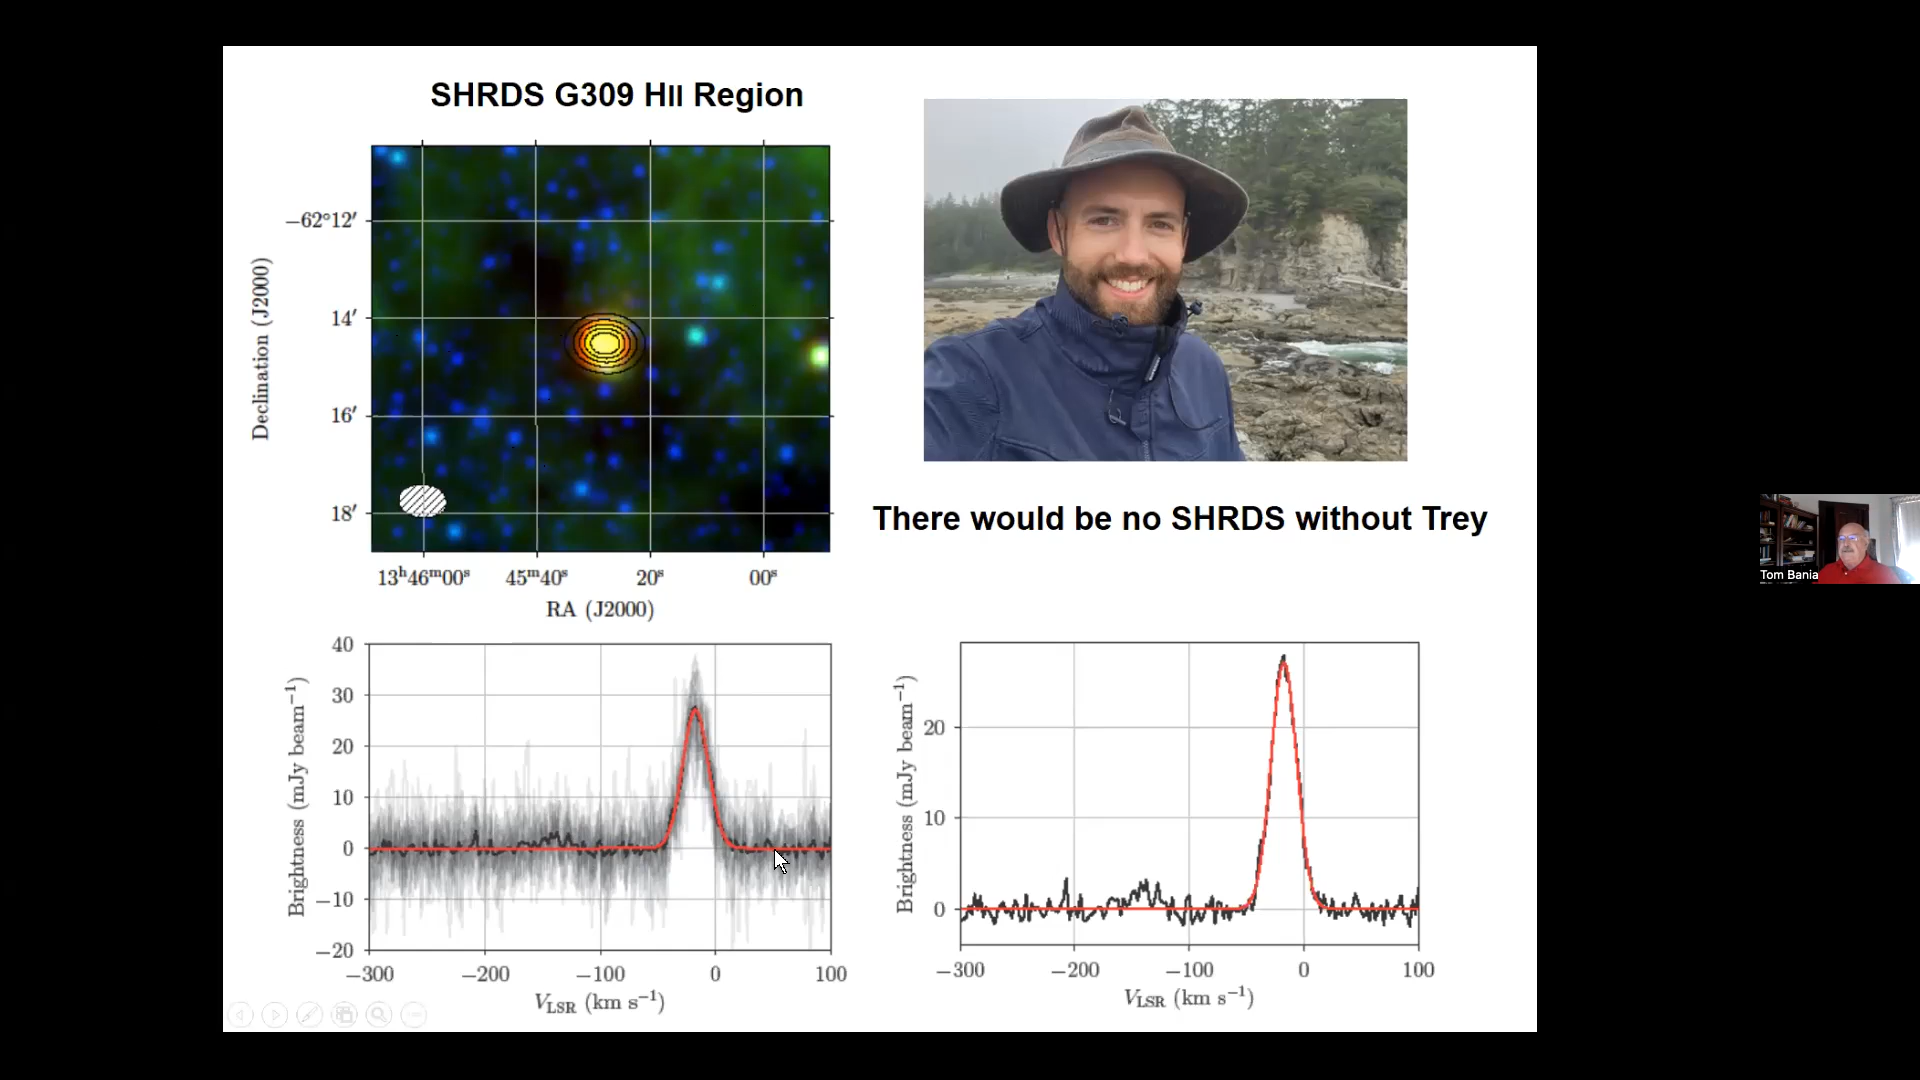 SHRDS G309 HII Region
Declination (J2000)
−62°12′
14′
16′
18′
13ʰ46ᵐ00ˢ 45ᵐ40ˢ 20ˢ 00ˢ
RA (J2000)
There would be no SHRDS without Trey
Tom Bania
Brightness (mJy beam⁻¹)
40
30
20
10
0
−10
−20
−300 −200 −100 0 100
V_LSR (km s⁻¹)
Brightness (mJy beam⁻¹)
20
10
0
−300 −200 −100 0 100
V_LSR (km s⁻¹)